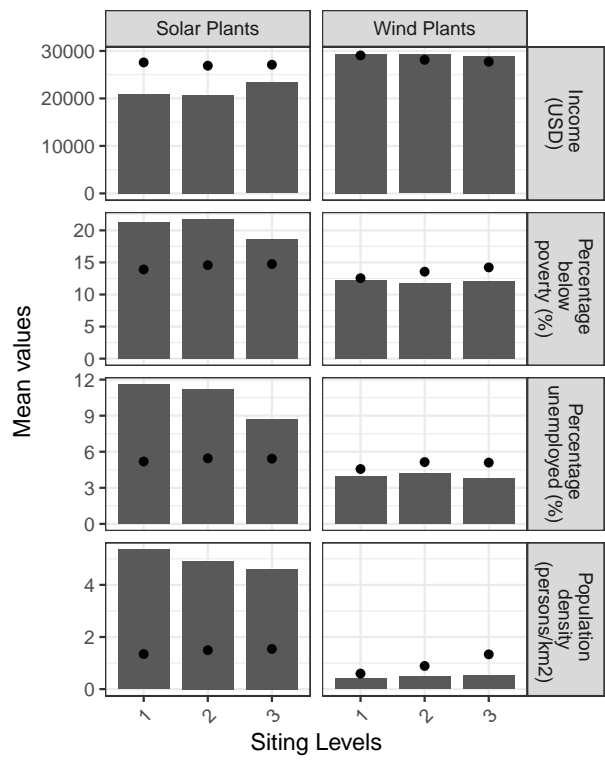 Solar Plants
Wind Plants
30000
20000
10000
0
Income
(USD)
20
15
10
5
0
Percentage
below
poverty (%)
12
9
6
3
0
Percentage
unemployed (%)
4
2
0
Population
density
(persons/km2)
Mean values
1
2
3
1
2
3
Siting Levels